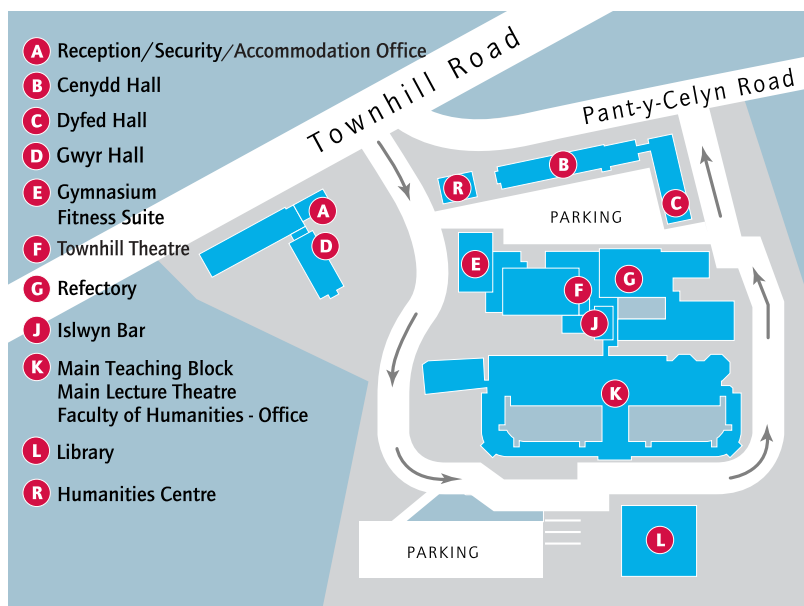 A Reception/Security/Accommodation Office
B Cenydd Hall
C Dyfed Hall
D Gwyr Hall
E Gymnasium
Fitness Suite
F Townhill Theatre
G Refectory
J Islwyn Bar
K Main Teaching Block
Main Lecture Theatre
Faculty of Humanities - Office
L Library
R Humanities Centre
Townhill Road
Pant-y-Celyn Road
B
R
C
A
PARKING
D
E
G
F
J
K
L
PARKING